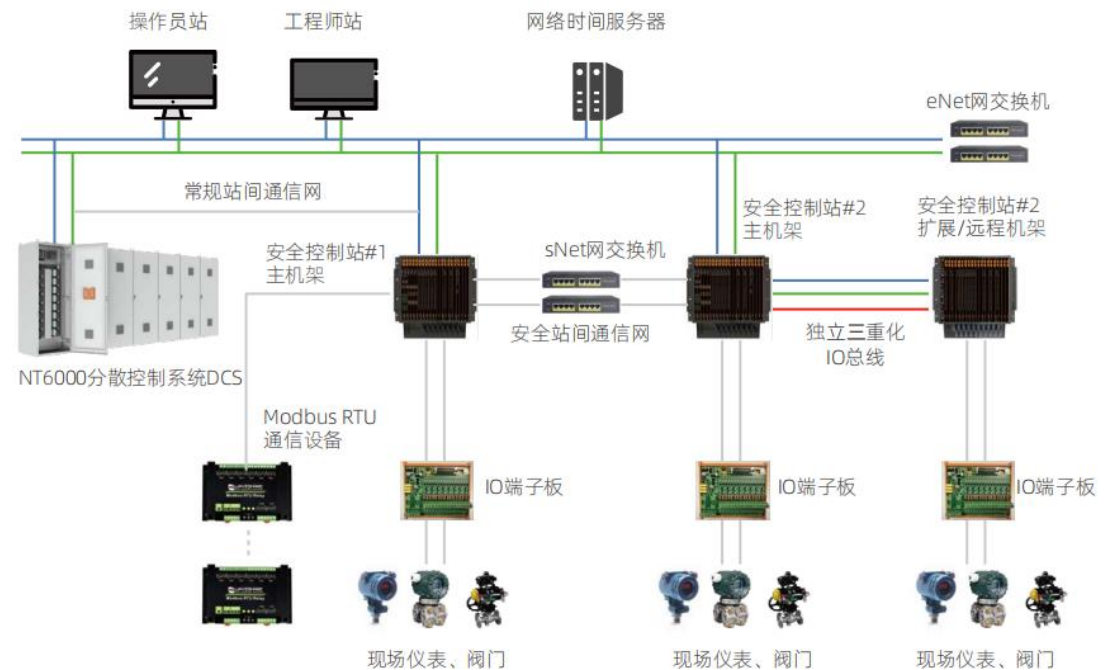 操作员站
工程师站
网络时间服务器
eNet网交换机
常规站间通信网
安全控制站#1
主机架
sNet网交换机
安全站间通信网
安全控制站#2
主机架
安全控制站#2
扩展/远程机架
独立三重化
IO总线
NT6000分散控制系统DCS
Modbus RTU
通信设备
IO端子板
IO端子板
IO端子板
Modbus RTU Relay
Modbus RTU Relay
现场仪表、阀门
现场仪表、阀门
现场仪表、阀门